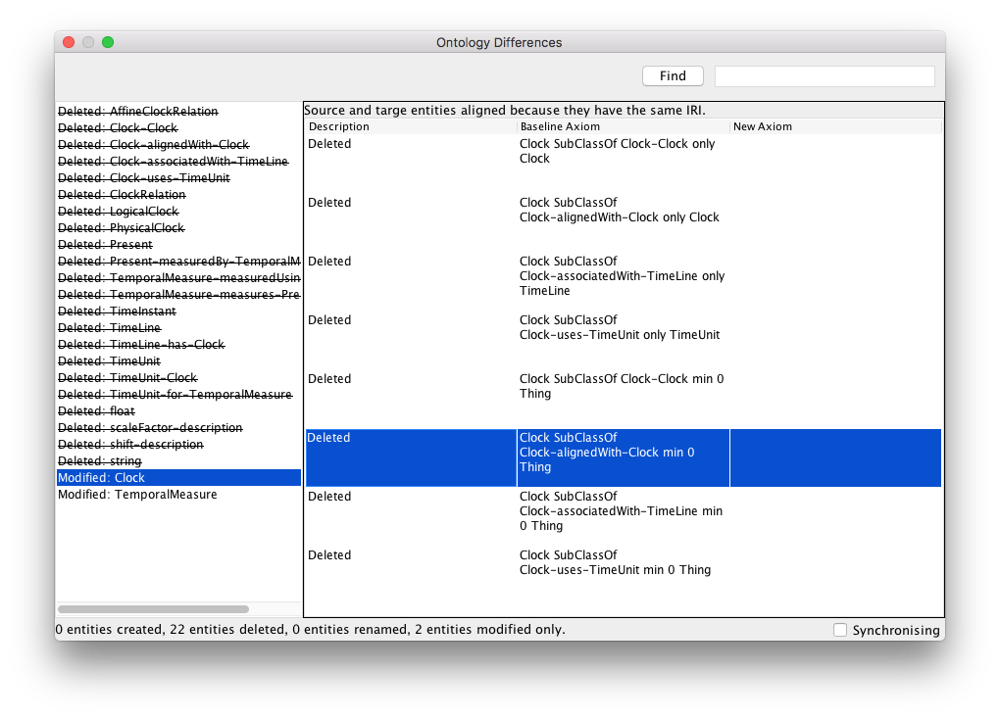 Ontology Differences
Find
Deleted: AffineClockRelation
Deleted: Clock-Clock
Deleted: Clock-alignedWith-Clock
Deleted: Clock-associatedWith-TimeLine
Deleted: Clock-uses-TimeUnit
Deleted: ClockRelation
Deleted: LogicalClock
Deleted: PhysicalClock
Deleted: Present
Deleted: Present-measuredBy-TemporalM
Deleted: TemporalMeasure-measuredUsin
Deleted: TemporalMeasure-measures-Pre
Deleted: TimeInstant
Deleted: TimeLine
Deleted: TimeLine-has-Clock
Deleted: TimeUnit
Deleted: TimeUnit-Clock
Deleted: TimeUnit-for-TemporalMeasure
Deleted: float
Deleted: scaleFactor-description
Deleted: shift-description
Deleted: string
Modified: Clock
Modified: TemporalMeasure
Source and targe entities aligned because they have the same IRI.
Description Baseline Axiom New Axiom
Deleted Clock SubClassOf Clock-Clock only
Clock
Deleted Clock SubClassOf
Clock-alignedWith-Clock only Clock
Deleted Clock SubClassOf
Clock-associatedWith-TimeLine only
TimeLine
Deleted Clock SubClassOf
Clock-uses-TimeUnit only TimeUnit
Deleted Clock SubClassOf Clock-Clock min 0
Thing
Deleted Clock SubClassOf
Clock-alignedWith-Clock min 0
Thing
Deleted Clock SubClassOf
Clock-associatedWith-TimeLine min
0 Thing
Deleted Clock SubClassOf
Clock-uses-TimeUnit min 0 Thing
0 entities created, 22 entities deleted, 0 entities renamed, 2 entities modified only.
Synchronising